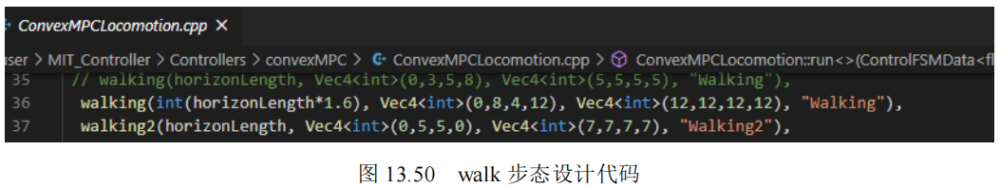 ConvexMPCLocomotion.cpp ×
user > MIT_Controller > Controllers > convexMPC > ConvexMPCLocomotion.cpp > ConvexMPCLocomotion::run<>(ControlFSMData<fl
35 // walking(horizonLength, Vec4<int>(0,3,5,8), Vec4<int>(5,5,5,5), "Walking"),
36 walking(int(horizonLength*1.6), Vec4<int>(0,8,4,12), Vec4<int>(12,12,12,12), "Walking"),
37 walking2(horizonLength, Vec4<int>(0,5,5,0), Vec4<int>(7,7,7,7), "Walking2"),
图 13.50 walk 步态设计代码